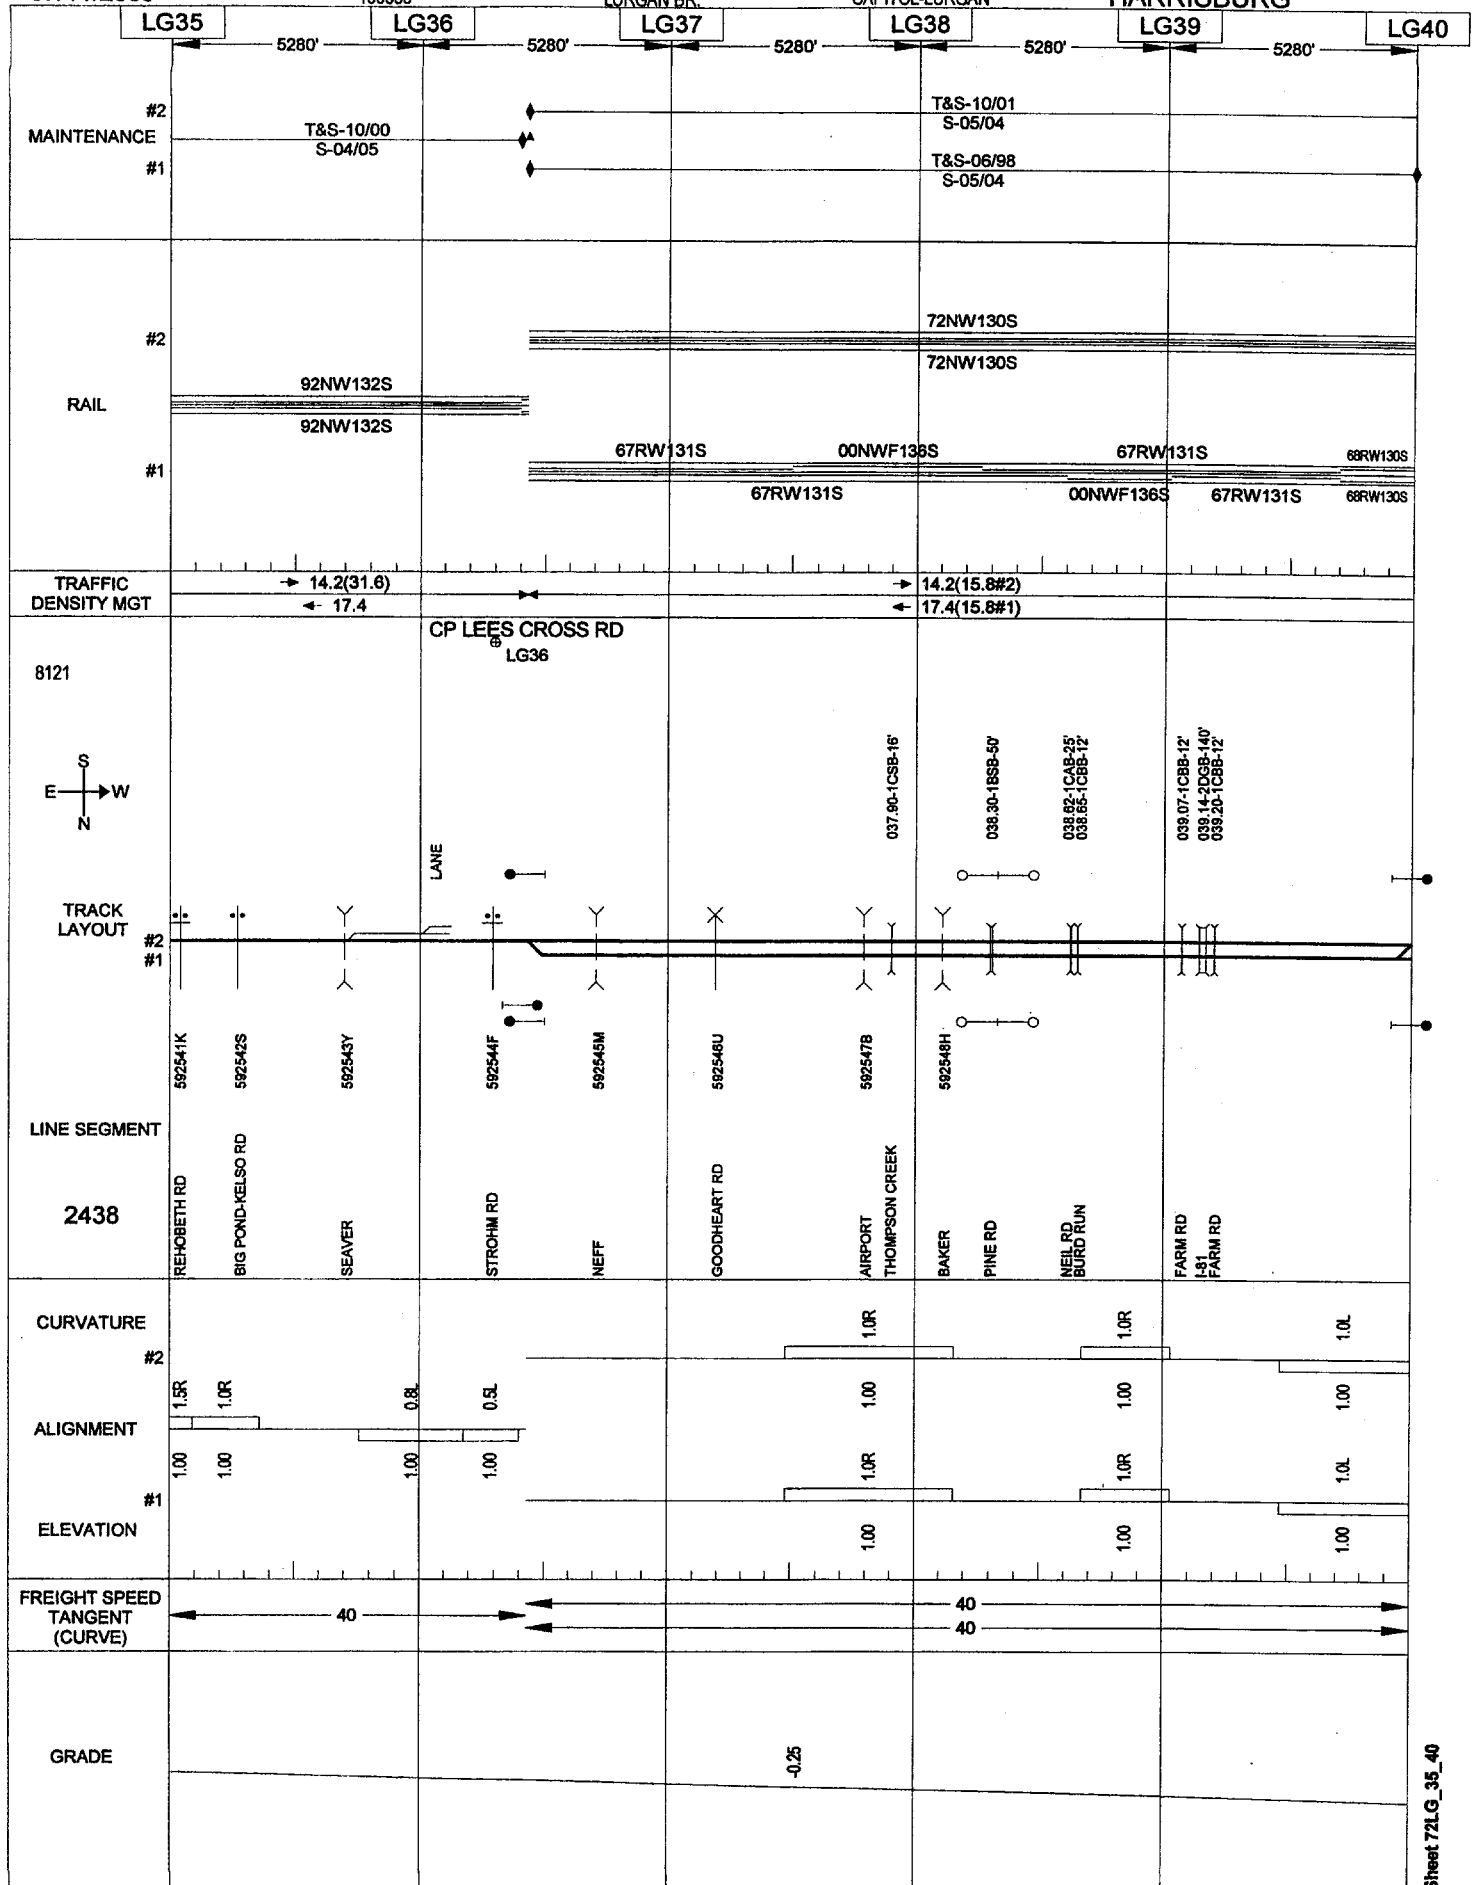 LURGAN BR.
CAPITOL-LURGAN
HARRISBURG
LG35 LG36 LG37 LG38 LG39 LG40
5280' 5280' 5280' 5280' 5280'
#2 T&S-10/01
S-05/04
MAINTENANCE T&S-10/00
S-04/05
#1 T&S-06/98
S-05/04
#2 72NW130S
72NW130S
RAIL 92NW132S
92NW132S
#1 67RW131S 00NWF136S 67RW131S 68RW130S
67RW131S 00NWF136S 67RW131S 68RW130S
TRAFFIC
DENSITY MGT
14.2(31.6) 14.2(15.8#2)
17.4 17.4(15.8#1)
CP LEES CROSS RD
LG36
8121
S
E W
N
LANE
037.90-1CSB-16'
038.30-1BSB-50'
038.62-1CAB-25'
038.65-1CBB-12'
039.07-1CBB-12'
039.14-2DGB-140'
039.20-1CBB-12'
TRACK
LAYOUT
#2
#1
592541K
592542S
592543Y
592544F
592545M
592546U
592547B
592548H
LINE SEGMENT
2438
REHOBETH RD
BIG POND-KELSO RD
SEAVER
STROHM RD
NEFF
GOODHEART RD
AIRPORT
THOMPSON CREEK
BAKER
PINE RD
NEIL RD
BURD RUN
FARM RD
I-81
FARM RD
CURVATURE 1.0R 1.0R 1.0L
#2
1.00 1.00 1.00
1.5R 1.0R 0.8L 0.5L
ALIGNMENT
1.00 1.00 1.00 1.00
1.0R 1.0R 1.0L
#1
ELEVATION 1.00 1.00 1.00
FREIGHT SPEED
TANGENT
(CURVE)
40 40
40
GRADE -0.25
Sheet 72LG_35_40